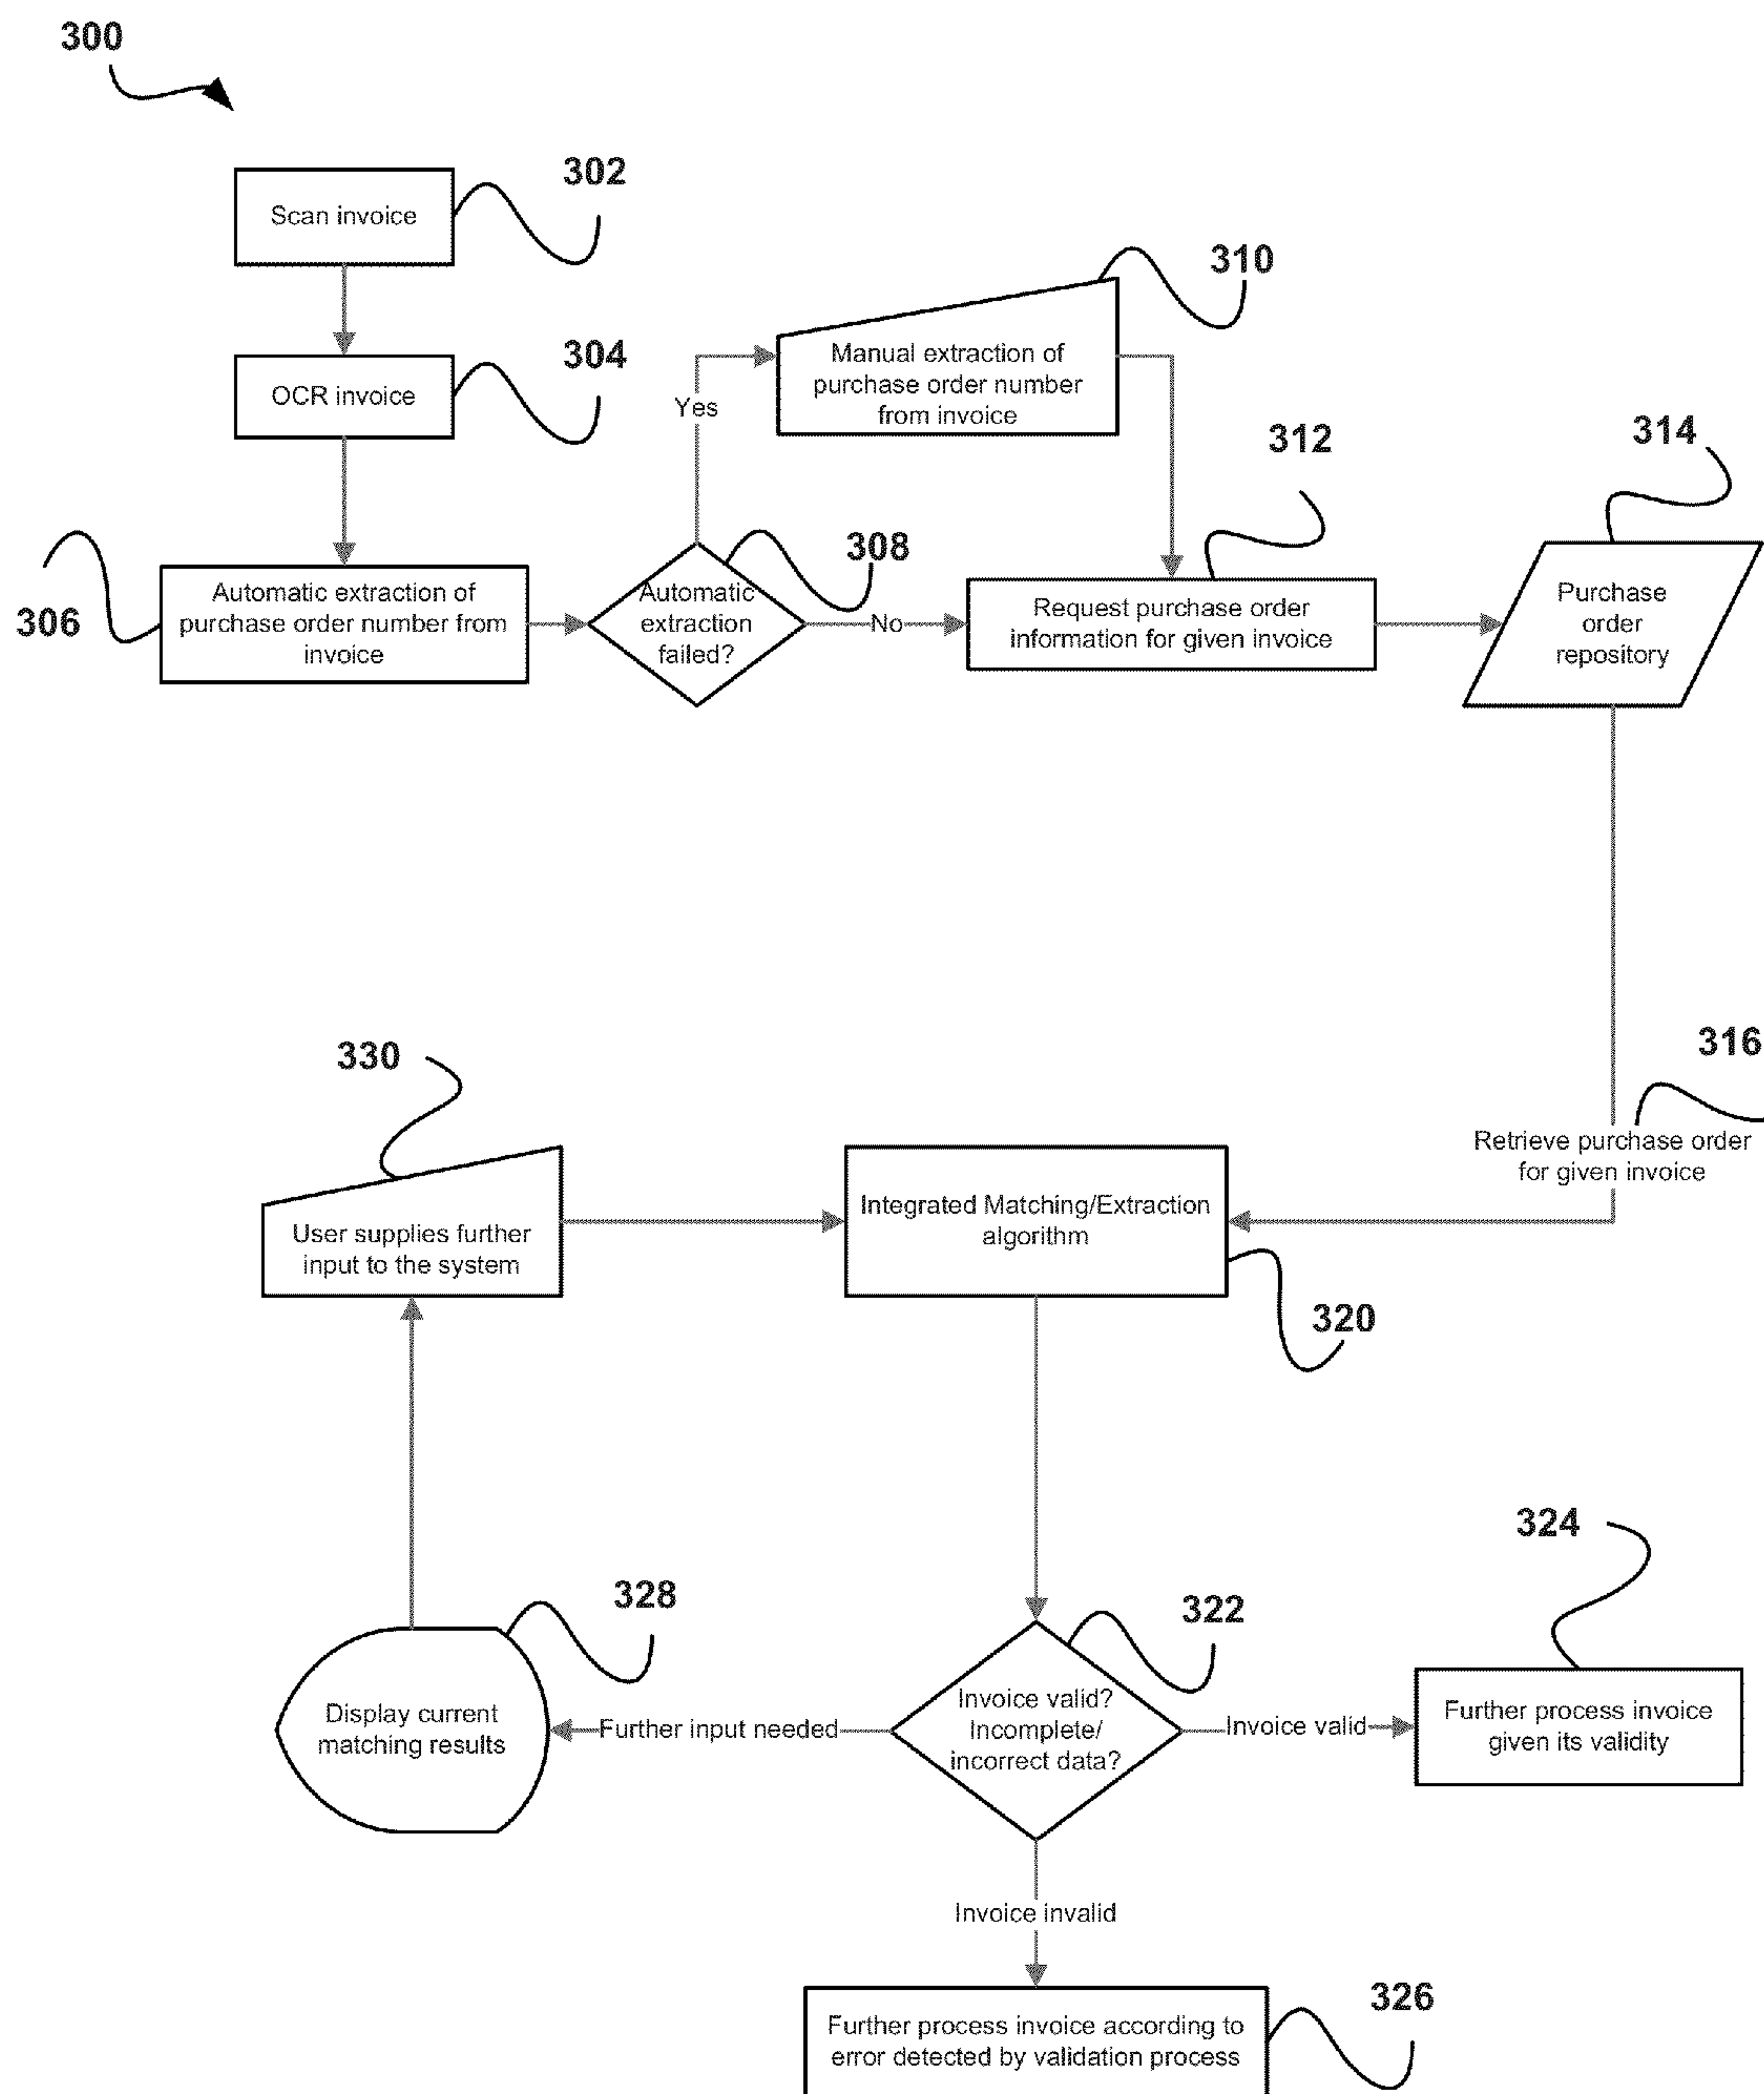 300
302
Scan invoice
310
304
OCR invoice
Manual extraction of
purchase order number
from invoice
Yes
312
314
308
306
Automatic extraction of
purchase order number from
invoice
Automatic
extraction
failed?
No
Request purchase order
information for given invoice
Purchase
order
repository
316
330
Retrieve purchase order
for given invoice
User supplies further
input to the system
Integrated Matching/Extraction
algorithm
320
324
328
322
Display current
matching results
Further input needed
Invoice valid?
Incomplete/
incorrect data?
Invoice valid
Further process invoice
given its validity
Invoice invalid
326
Further process invoice according to
error detected by validation process